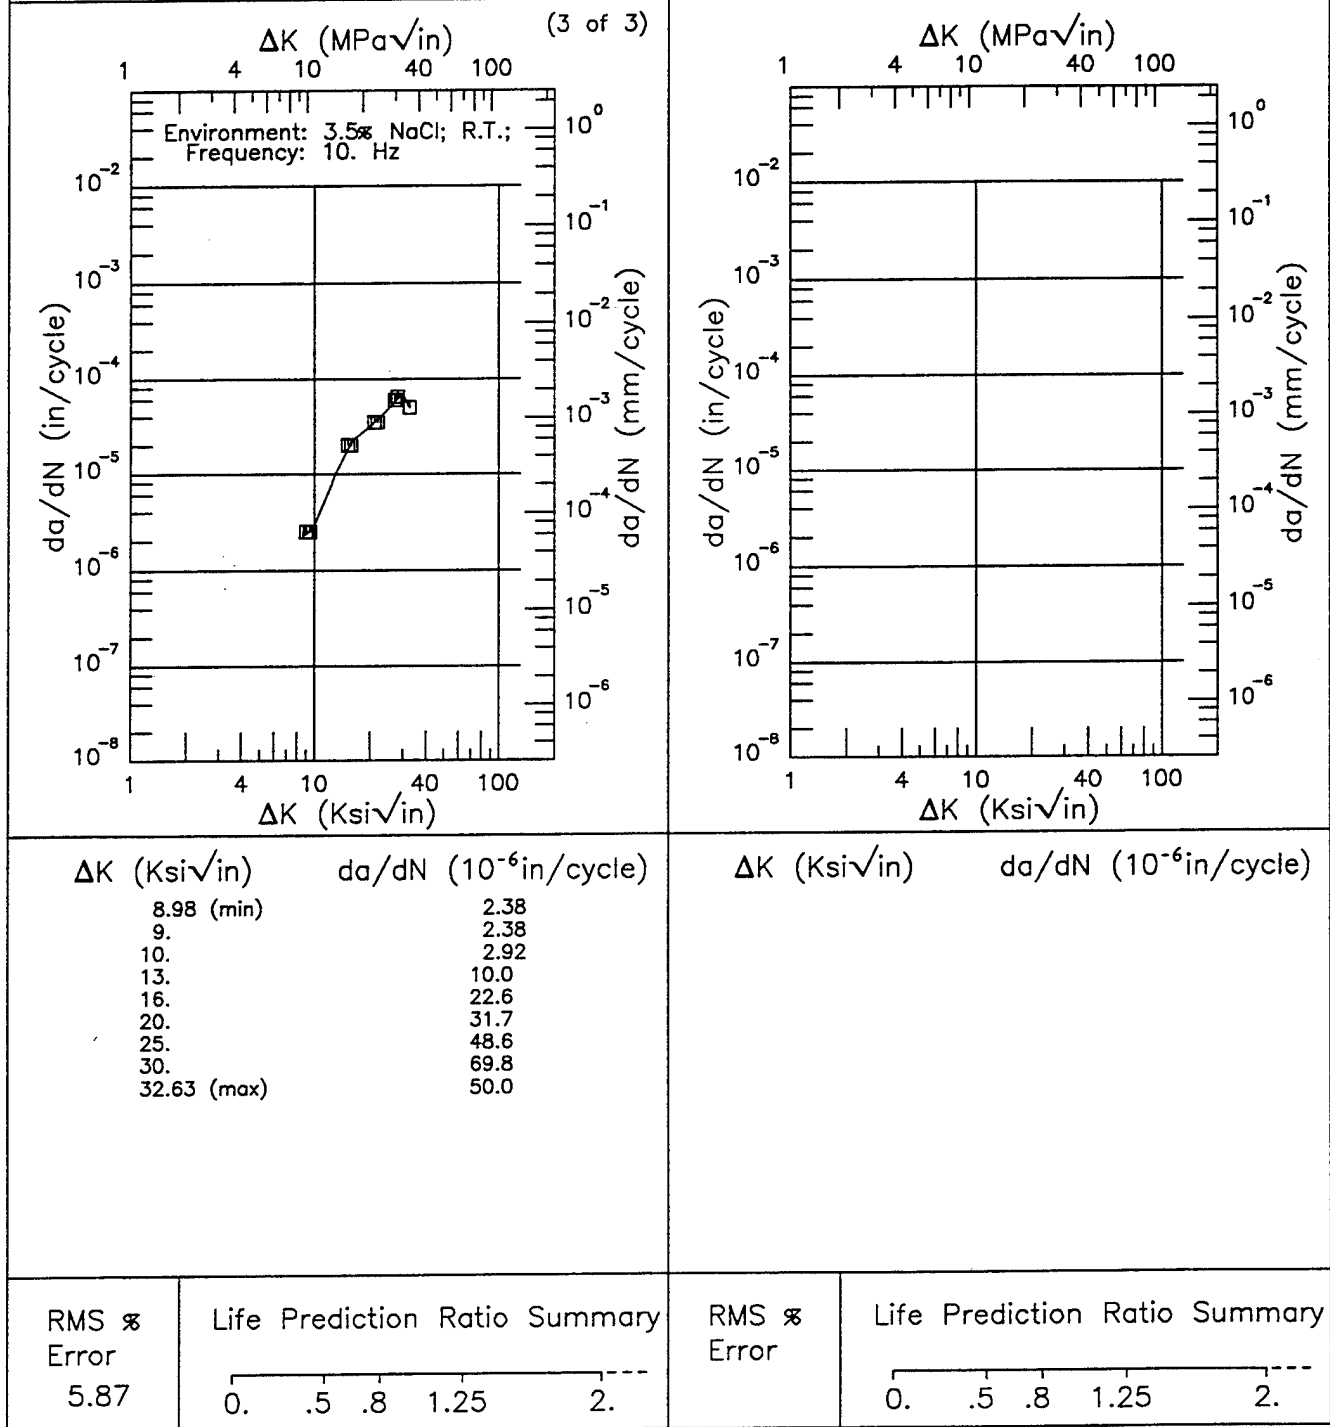 (3 of 3)
ΔK (MPa√in)
1 4 10 40 100
Environment: 3.5% NaCl; R.T.;
Frequency: 10. Hz
da/dN (in/cycle)
10⁻²
10⁻³
10⁻⁴
10⁻⁵
10⁻⁶
10⁻⁷
10⁻⁸
10⁰
10⁻¹
10⁻²
10⁻³
10⁻⁴
10⁻⁵
10⁻⁶
da/dN (mm/cycle)
1 4 10 40 100
ΔK (Ksi√in)
ΔK (MPa√in)
1 4 10 40 100
da/dN (in/cycle)
10⁻²
10⁻³
10⁻⁴
10⁻⁵
10⁻⁶
10⁻⁷
10⁻⁸
10⁰
10⁻¹
10⁻²
10⁻³
10⁻⁴
10⁻⁵
10⁻⁶
da/dN (mm/cycle)
1 4 10 40 100
ΔK (Ksi√in)
ΔK (Ksi√in) da/dN (10⁻⁶in/cycle)
8.98 (min) 2.38
9. 2.38
10. 2.92
13. 10.0
16. 22.6
20. 31.7
25. 48.6
30. 69.8
32.63 (max) 50.0
ΔK (Ksi√in) da/dN (10⁻⁶in/cycle)
RMS %
Error
5.87
Life Prediction Ratio Summary
0. .5 .8 1.25 2.
RMS %
Error
Life Prediction Ratio Summary
0. .5 .8 1.25 2.